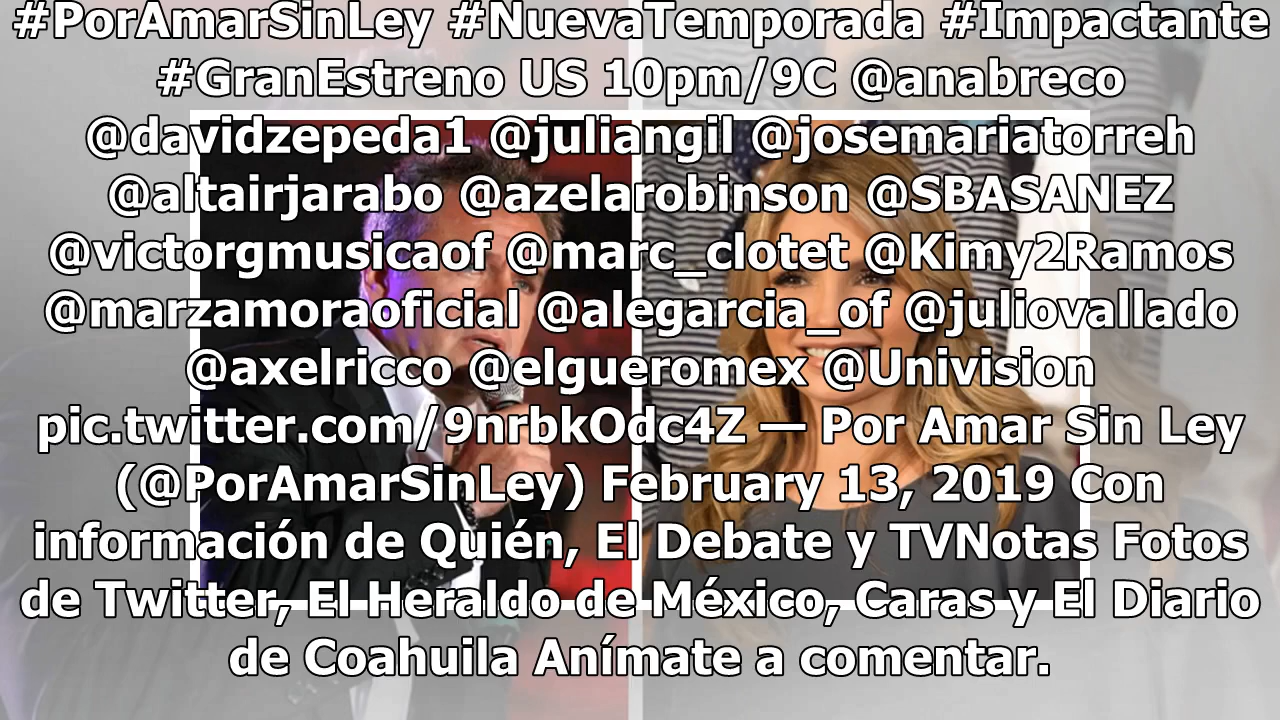 #PorAmarSinLey #NuevaTemporada #Impactante
#GranEstreno US 10pm/9C @anabreco
@davidzepeda1 @juliangil @josemariatorreh
@altairjarabo @azelarobinson @SBASANEZ
@victorgmusicaof @marc_clotet @Kimy2Ramos
@marzamoraoficial @alegarcia_of @juliovallado
@axelricco @elgueromex @Univision
pic.twitter.com/9nrbkOdc4Z — Por Amar Sin Ley
(@PorAmarSinLey) February 13, 2019 Con
información de Quién, El Debate y TVNotas Fotos
de Twitter, El Heraldo de México, Caras y El Diario
de Coahuila Anímate a comentar.